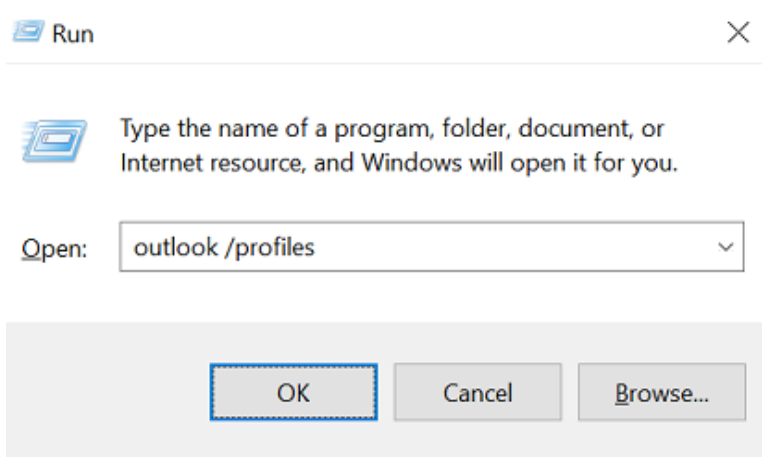 Run
Type the name of a program, folder, document, or
Internet resource, and Windows will open it for you.
Open: outlook /profiles
OK Cancel Browse...